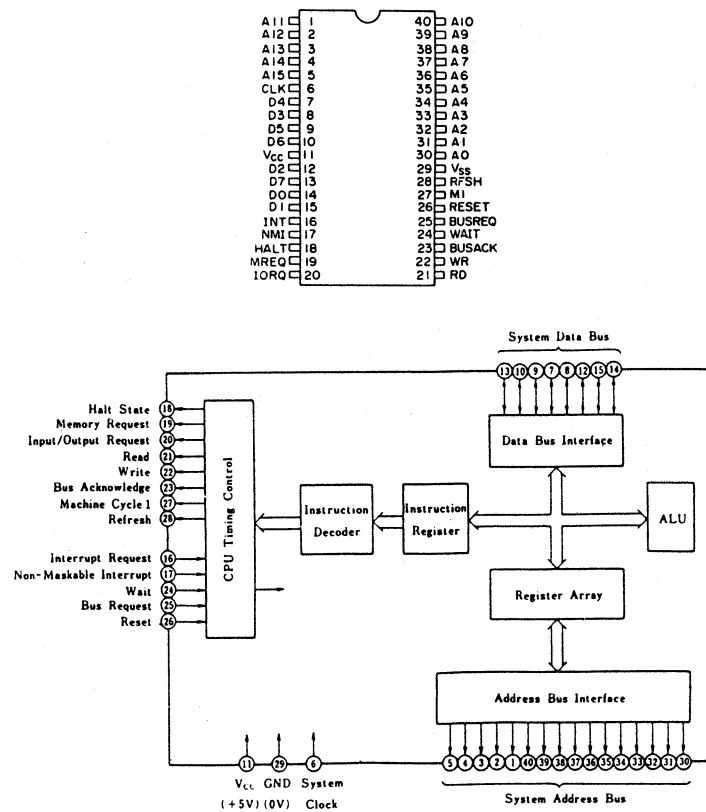 A11 1 40 A10
A12 2 39 A9
A13 3 38 A8
A14 4 37 A7
A15 5 36 A6
CLK 6 35 A5
D4 7 34 A4
D3 8 33 A3
D5 9 32 A2
D6 10 31 A1
VCC 11 30 A0
D2 12 29 VSS
D7 13 28 RFSH
D0 14 27 M1
D1 15 26 RESET
INT 16 25 BUSREQ
NMI 17 24 WAIT
HALT 18 23 BUSACK
MREQ 19 22 WR
IORQ 20 21 RD
System Data Bus
13 10 9 7 8 12 15 14
Data Bus Interface
Halt State 18
Memory Request 19
Input/Output Request 20
Read 21
Write 22
Bus Acknowledge 23
Machine Cycle 1 27
Refresh 28
Interrupt Request 16
Non-Maskable Interrupt 17
Wait 24
Bus Request 25
Reset 26
CPU Timing Control
Instruction
Decoder
Instruction
Register
ALU
Register Array
Address Bus Interface
11 29 6
VCC GND System
(+5V) (0V) Clock
5 4 3 2 1 40 39 38 37 36 35 34 33 32 31 30
System Address Bus